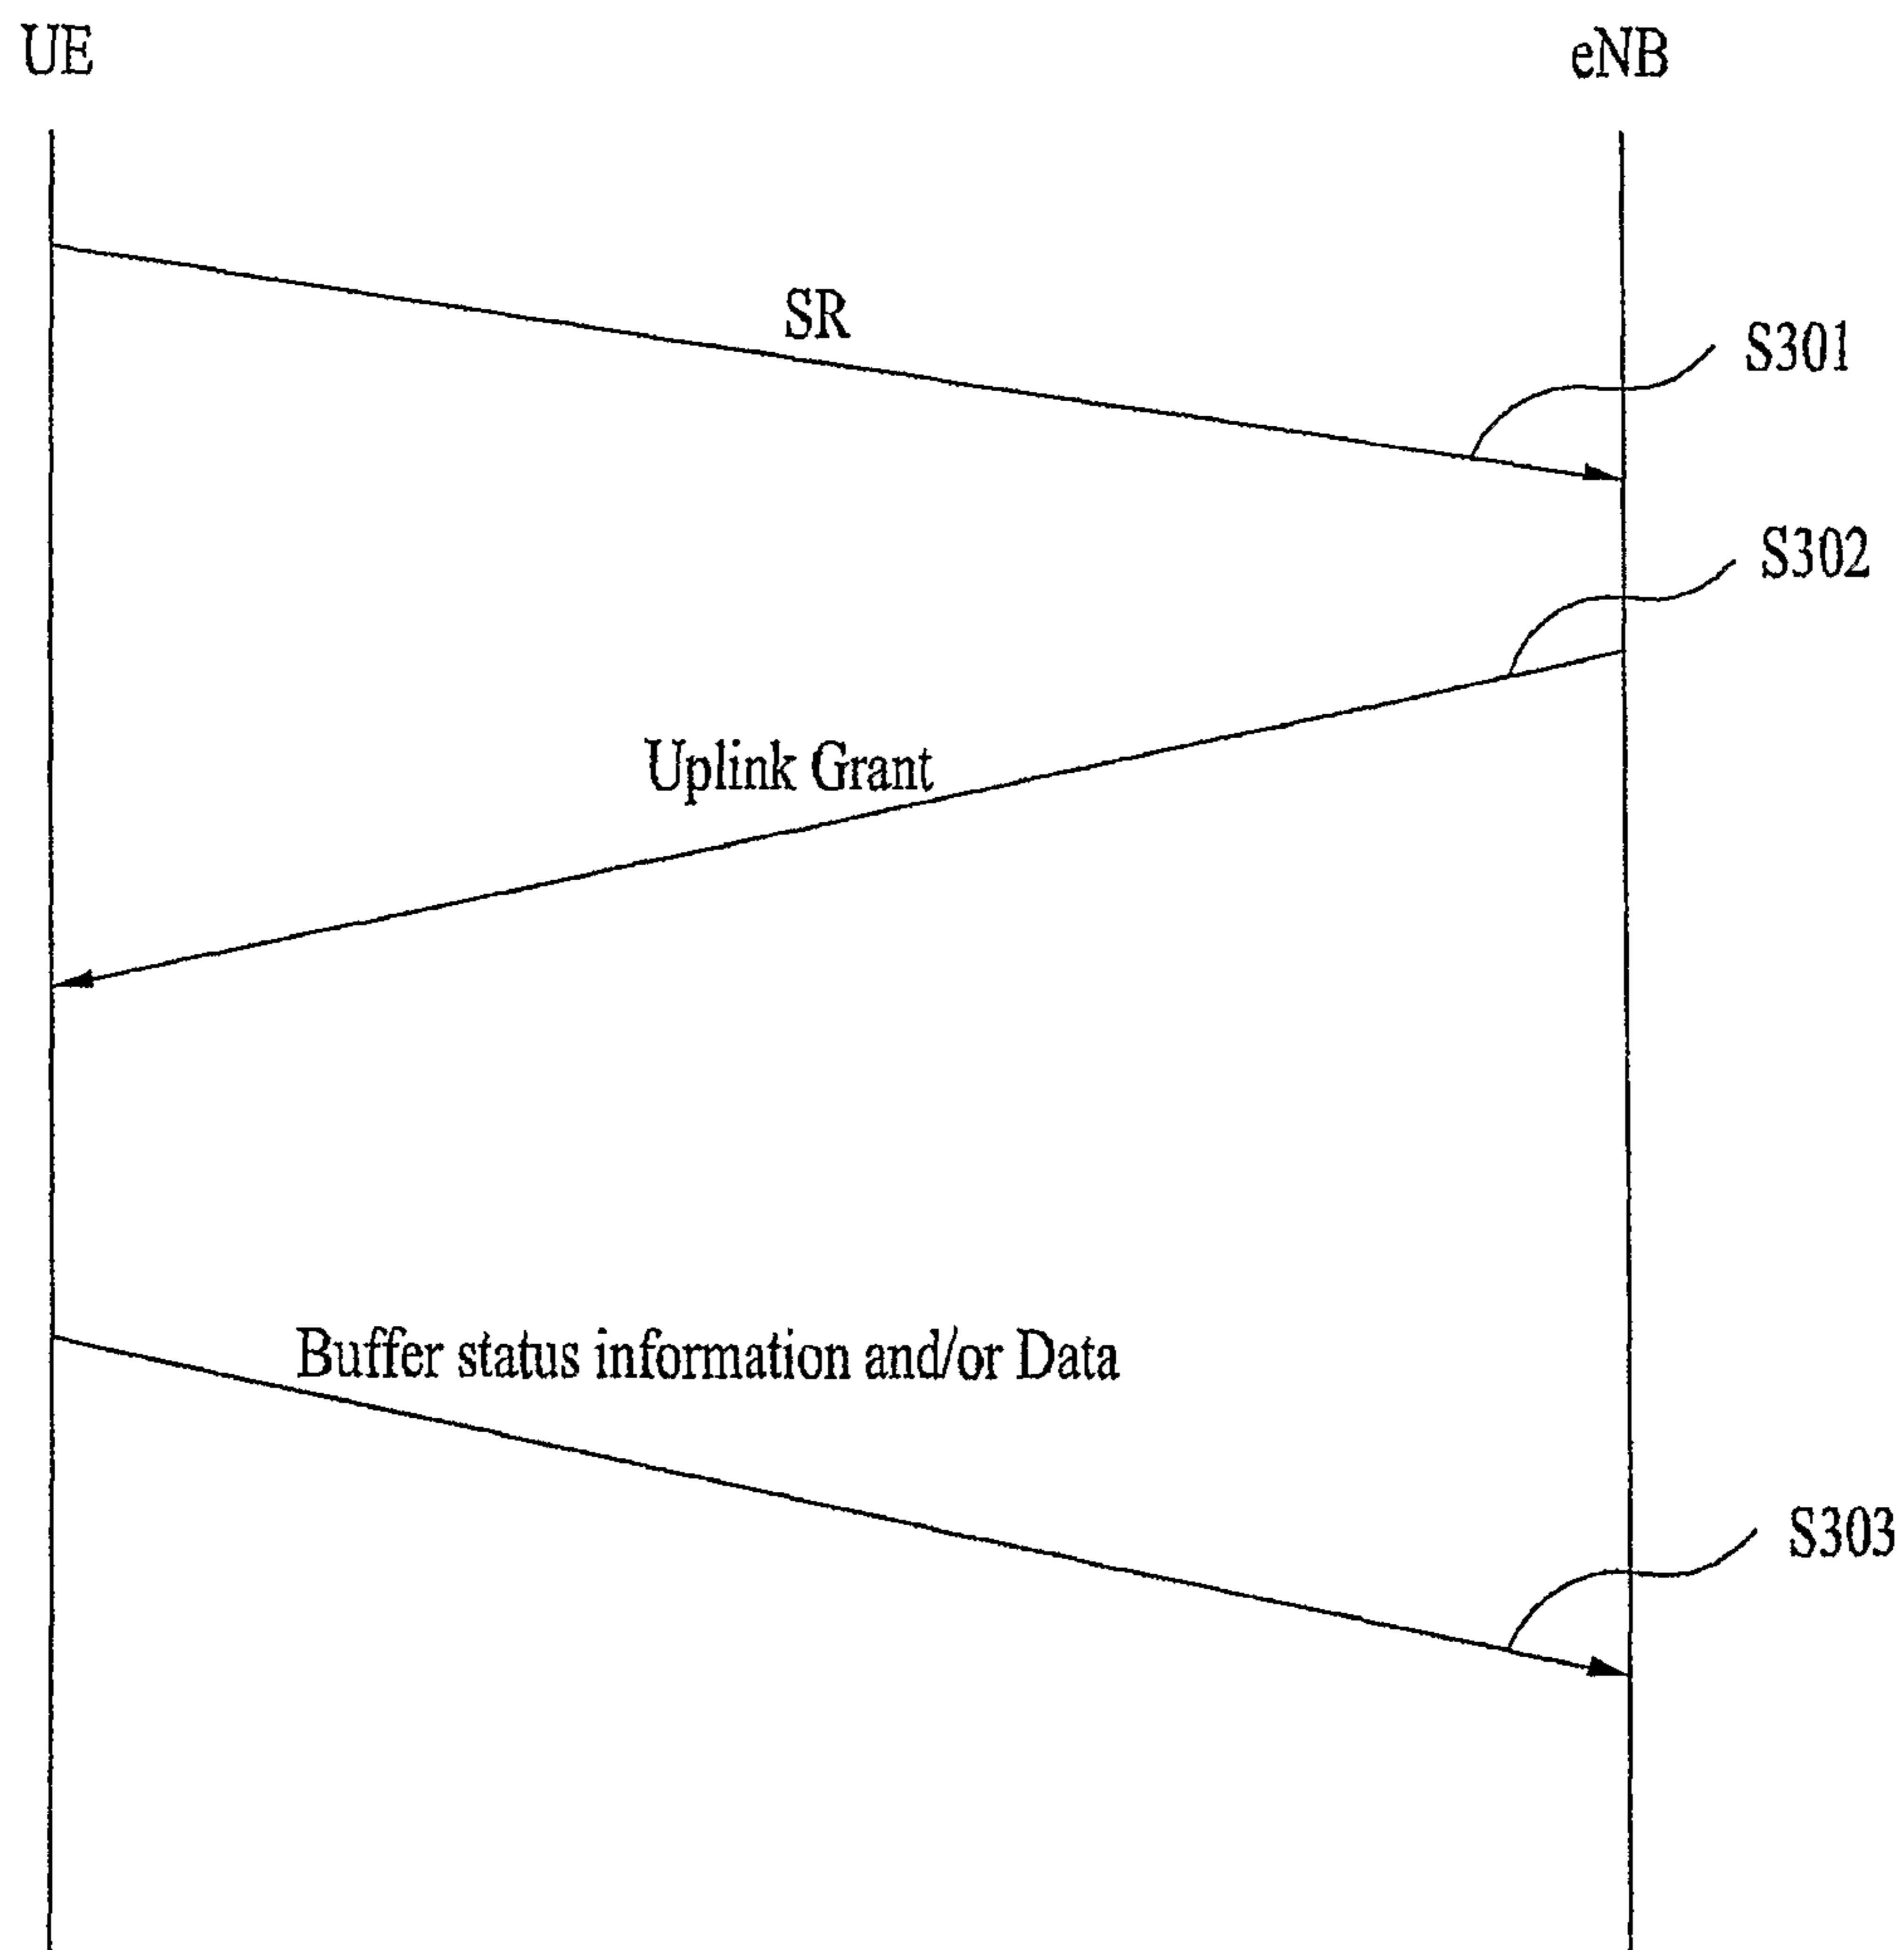 UE
eNB
SR
S301
S302
Uplink Grant
Buffer status information and/or Data
S303